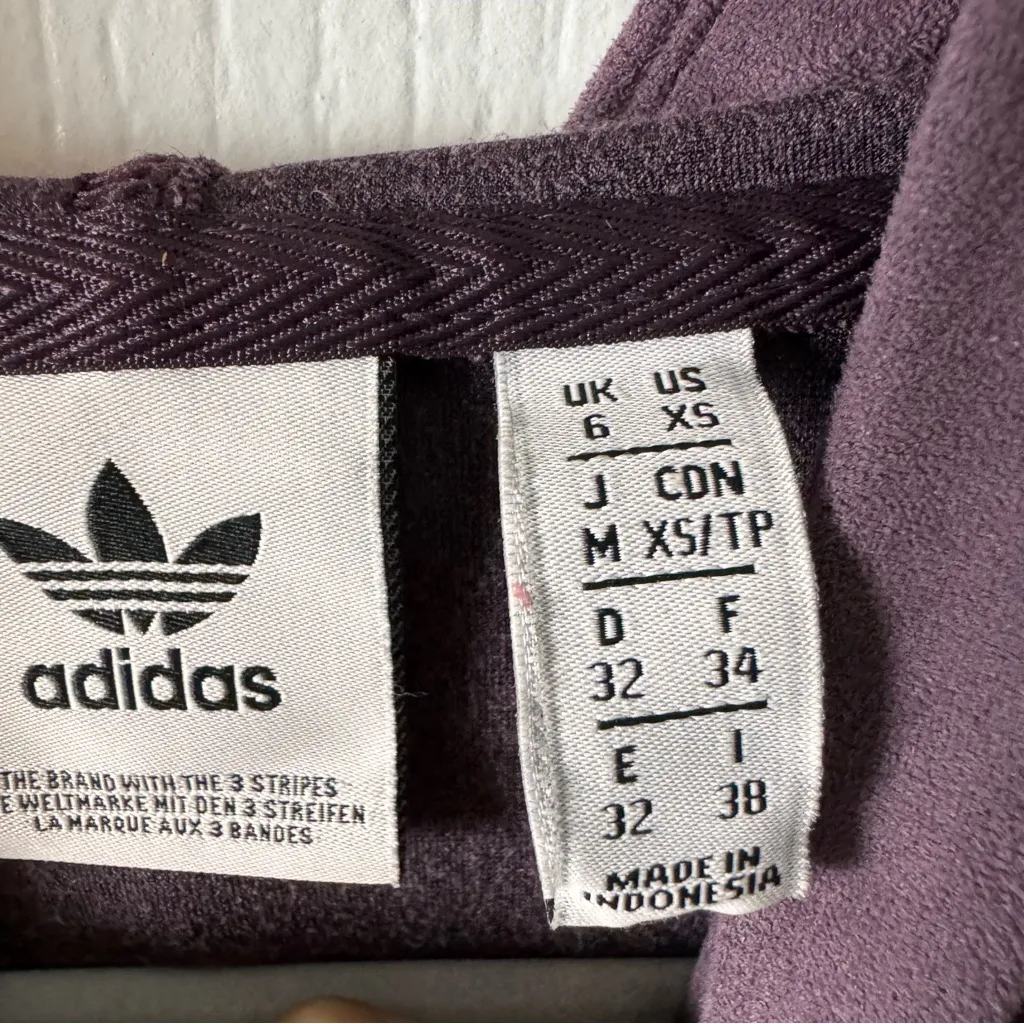 adidas
THE BRAND WITH THE 3 STRIPES
E WELTMARKE MIT DEN 3 STREIFEN
LA MARQUE AUX 3 BANDES
UK US
6 XS
J CDN
M XS/TP
D F
32 34
E I
32 38
MADE IN
INDONESIA